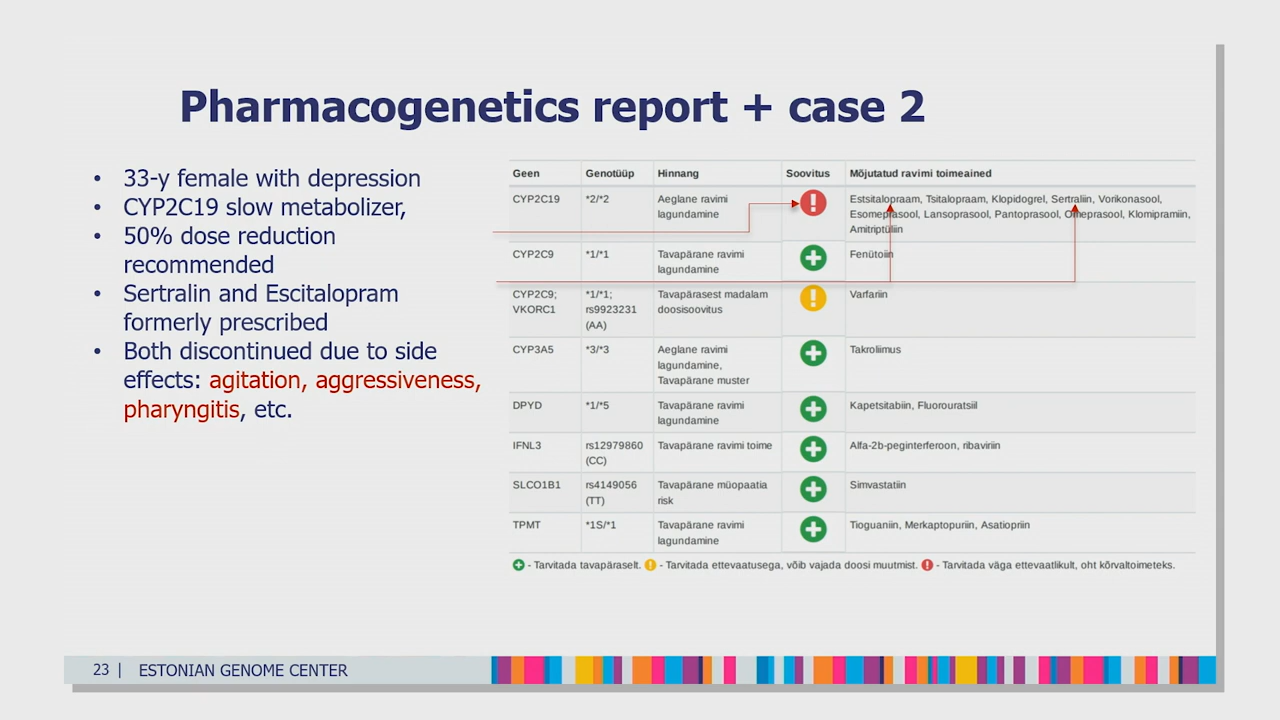 Pharmacogenetics report + case 2
• 33-y female with depression
• CYP2C19 slow metabolizer,
• 50% dose reduction
recommended
• Sertralin and Escitalopram
formerly prescribed
• Both discontinued due to side
effects: agitation, aggressiveness,
pharyngitis, etc.
Geen Genotüüp Hinnang Soovitus Mõjutatud ravimi toimeained
CYP2C19 *2/*2 Aeglane ravimi Estsitalopraam, Tsitalopraam, Klopidogrel, Sertraliin, Vorikonasool,
lagundamine Esomeprasool, Lansoprasool, Pantoprasool, Omeprasool, Klomipramiin,
Amitriptüliin
CYP2C9 *1/*1 Tavapärane ravimi Fenütoiin
lagundamine
CYP2C9; *1/*1; Tavapärasest madalam Varfariin
VKORC1 rs9923231 doosisoovitus
(AA)
CYP3A5 *3/*3 Aeglane ravimi Takroliimus
lagundamine,
Tavapärane muster
DPYD *1/*5 Tavapärane ravimi Kapetsitabiin, Fluorouratsiil
lagundamine
IFNL3 rs12979860 Tavapärane ravimi toime Alfa-2b-peginterferoon, ribaviriin
(CC)
SLCO1B1 rs4149056 Tavapärane müopaatia Simvastatiin
(TT) risk
TPMT *1S/*1 Tavapärane ravimi Tioguaniin, Merkaptopuriin, Asatiopriin
lagundamine
- Tarvitada tavapäraselt. - Tarvitada ettevaatusega, võib vajada doosi muutmist. - Tarvitada väga ettevaatlikult, oht kõrvaltoimeteks.
23 | ESTONIAN GENOME CENTER